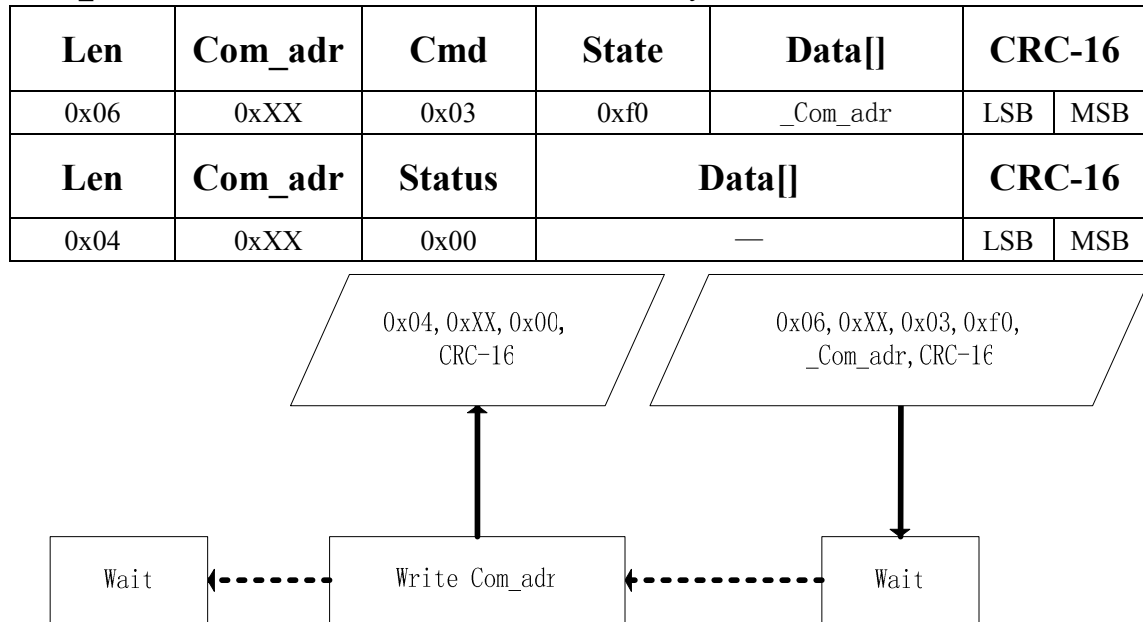 Len Com_adr Cmd State Data[] CRC-16
0x06 0xXX 0x03 0xf0 _Com_adr LSB MSB
Len Com_adr Status Data[] CRC-16
0x04 0xXX 0x00 — LSB MSB
0x04,0xXX,0x00,
CRC-16
0x06,0xXX,0x03,0xf0,
_Com_adr,CRC-16
Wait
Write Com_adr
Wait